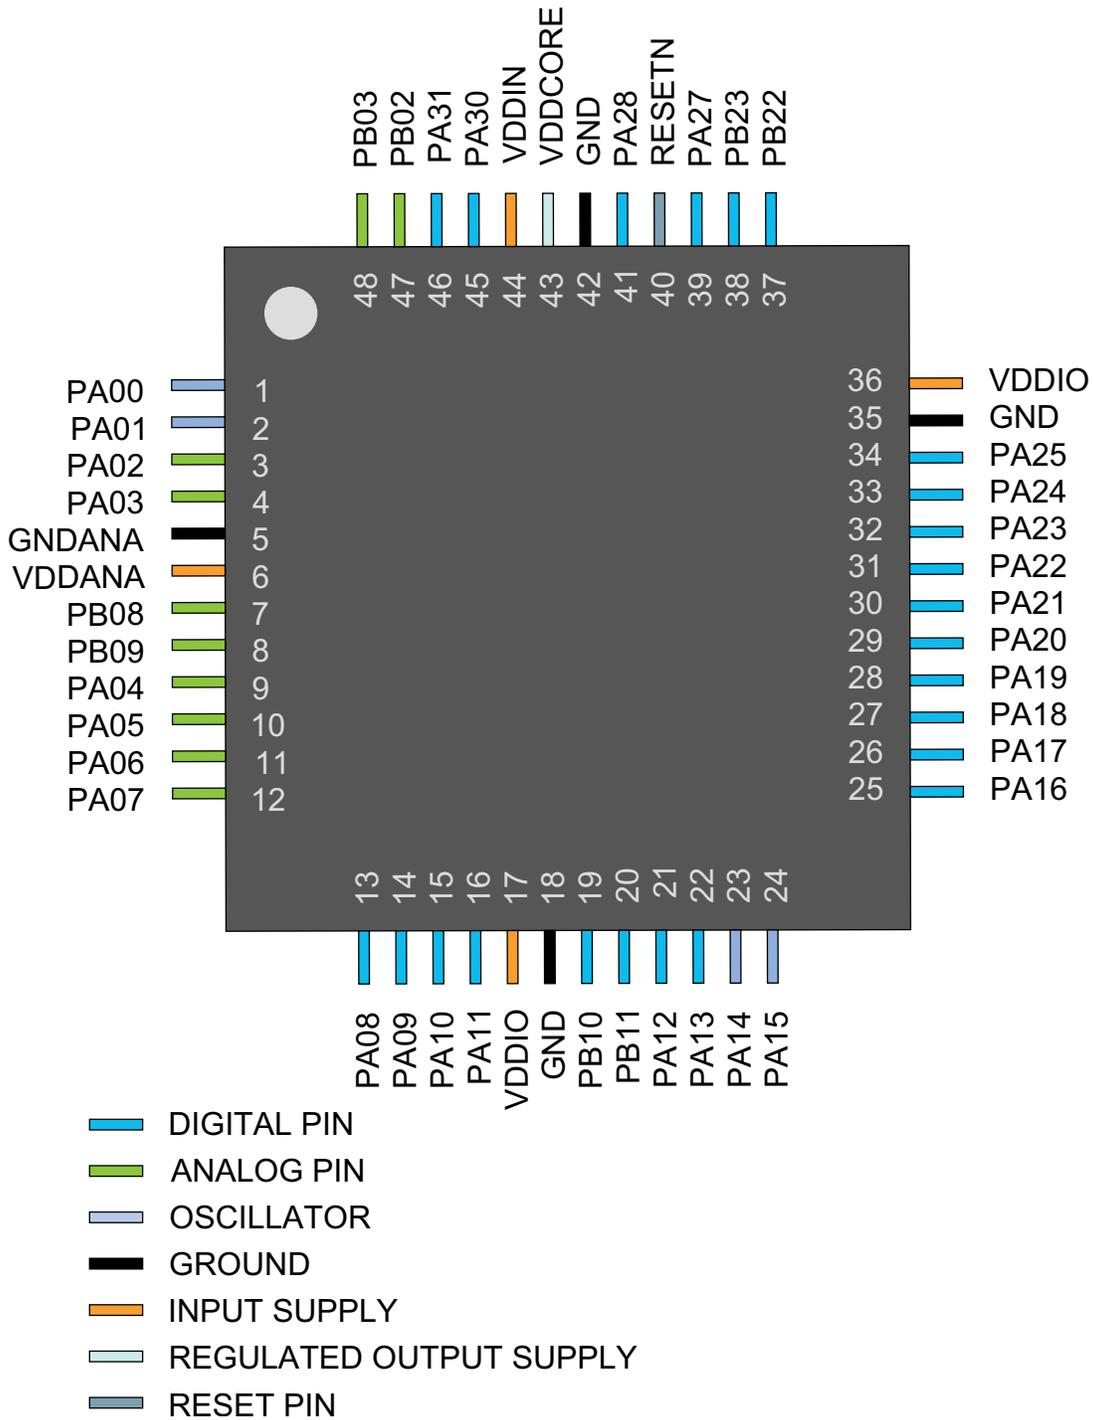 PB03
PB02
PA31
PA30
VDDIN
VDDCORE
GND
PA28
RESETN
PA27
PB23
PB22
48
47
46
45
44
43
42
41
40
39
38
37
PA00 1
PA01 2
PA02 3
PA03 4
GNDANA 5
VDDANA 6
PB08 7
PB09 8
PA04 9
PA05 10
PA06 11
PA07 12
36 VDDIO
35 GND
34 PA25
33 PA24
32 PA23
31 PA22
30 PA21
29 PA20
28 PA19
27 PA18
26 PA17
25 PA16
13
14
15
16
17
18
19
20
21
22
23
24
PA08
PA09
PA10
PA11
VDDIO
GND
PB10
PB11
PA12
PA13
PA14
PA15
DIGITAL PIN
ANALOG PIN
OSCILLATOR
GROUND
INPUT SUPPLY
REGULATED OUTPUT SUPPLY
RESET PIN